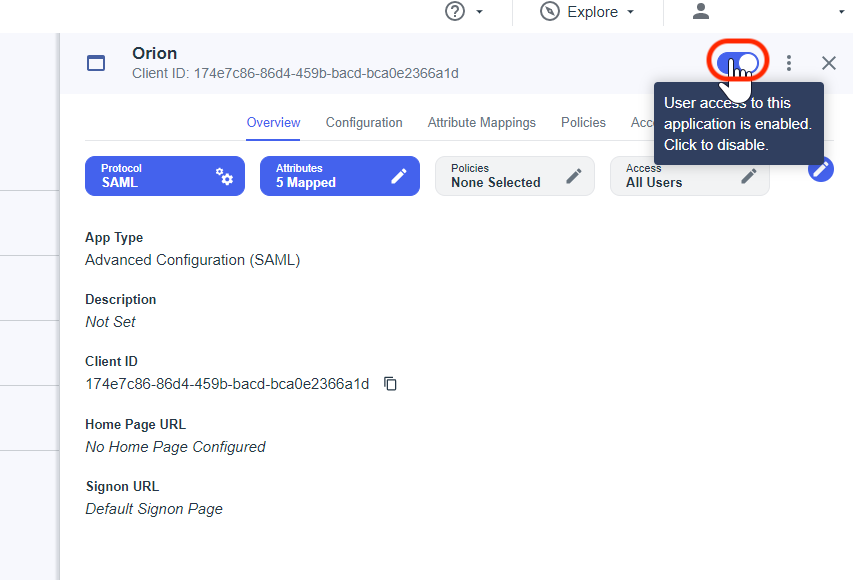 Explore
Orion
Client ID: 174e7c86-86d4-459b-bacd-bca0e2366a1d
User access to this
application is enabled.
Click to disable.
Overview
Configuration
Attribute Mappings
Policies
Protocol
SAML
Attributes
5 Mapped
Policies
None Selected
Access
All Users
App Type
Advanced Configuration (SAML)
Description
Not Set
Client ID
174e7c86-86d4-459b-bacd-bca0e2366a1d
Home Page URL
No Home Page Configured
Signon URL
Default Signon Page